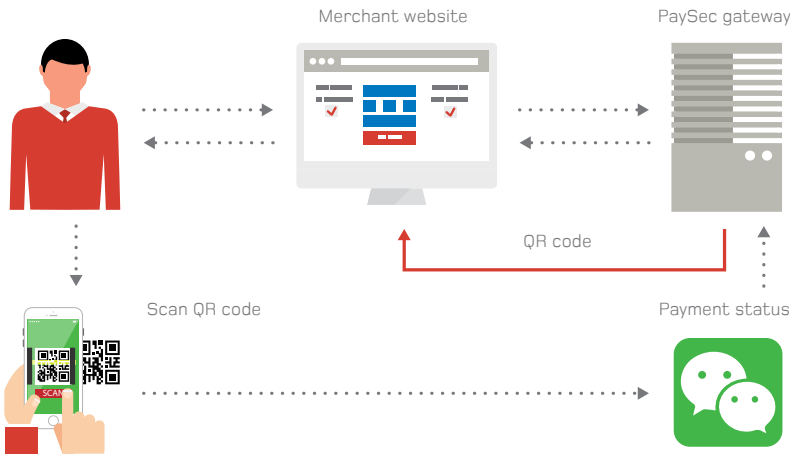 Merchant website
PaySec gateway
QR code
Scan QR code
Payment status
SCAN